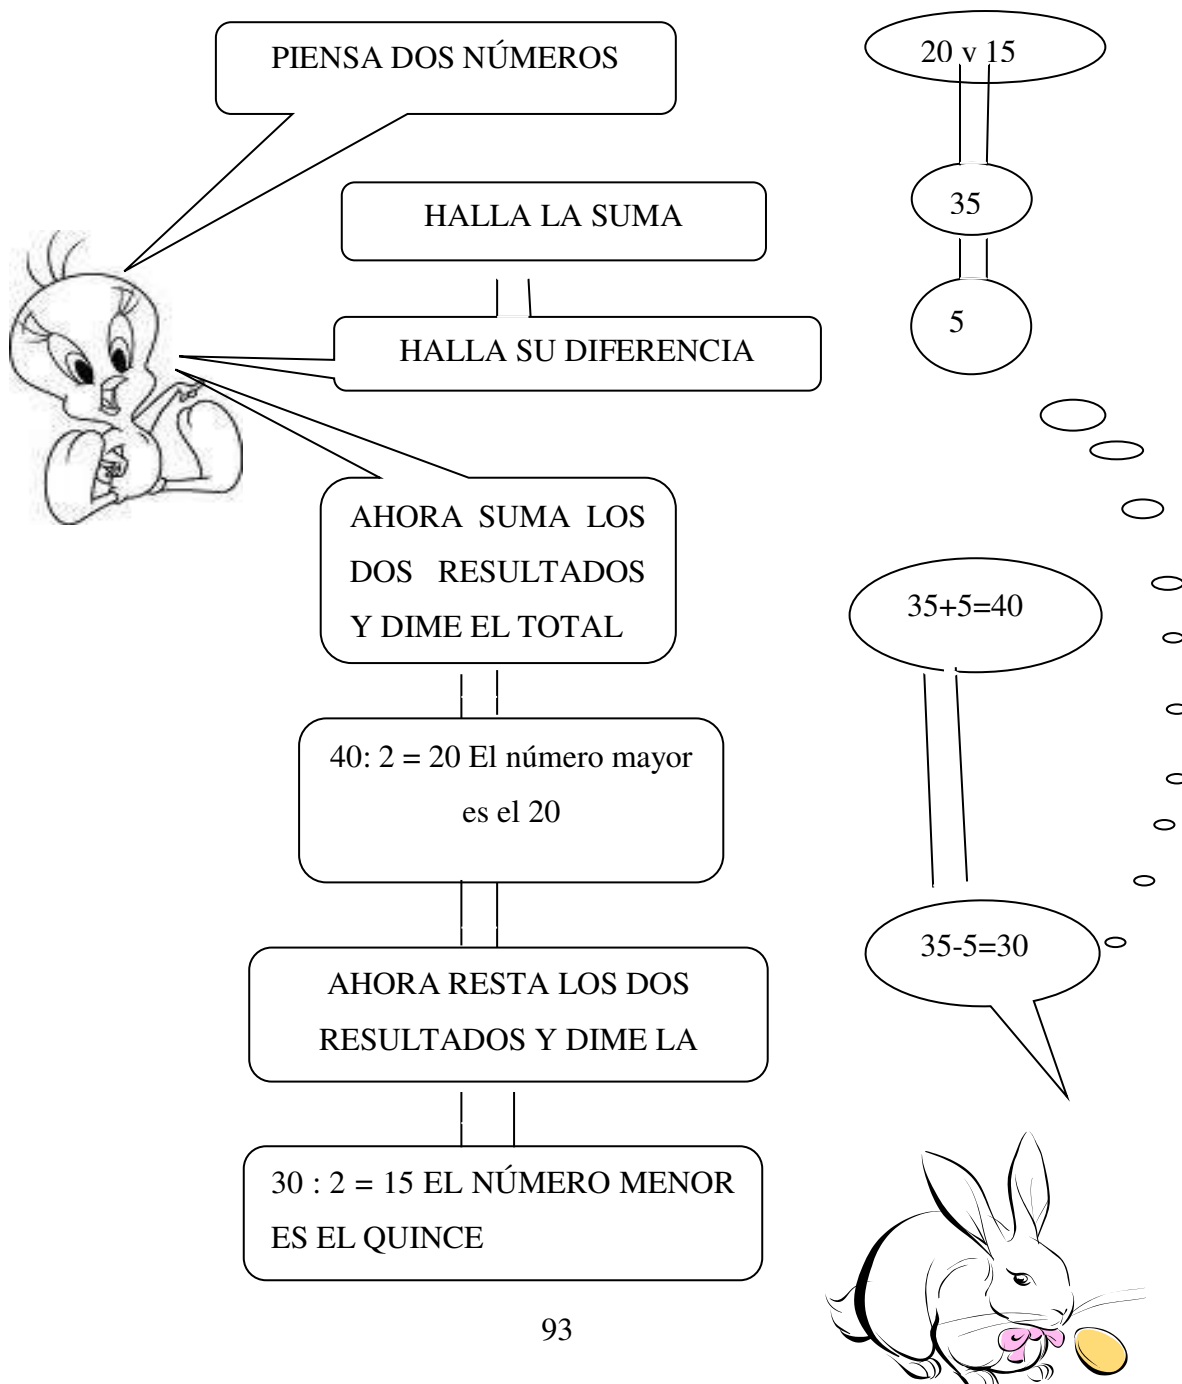 PIENSA DOS NÚMEROS
20 y 15
HALLA LA SUMA
35
HALLA SU DIFERENCIA
5
AHORA SUMA LOS
DOS RESULTADOS
Y DIME EL TOTAL
35+5=40
40: 2 = 20 El número mayor
es el 20
AHORA RESTA LOS DOS
RESULTADOS Y DIME LA
35-5=30
30 : 2 = 15 EL NÚMERO MENOR
ES EL QUINCE
93